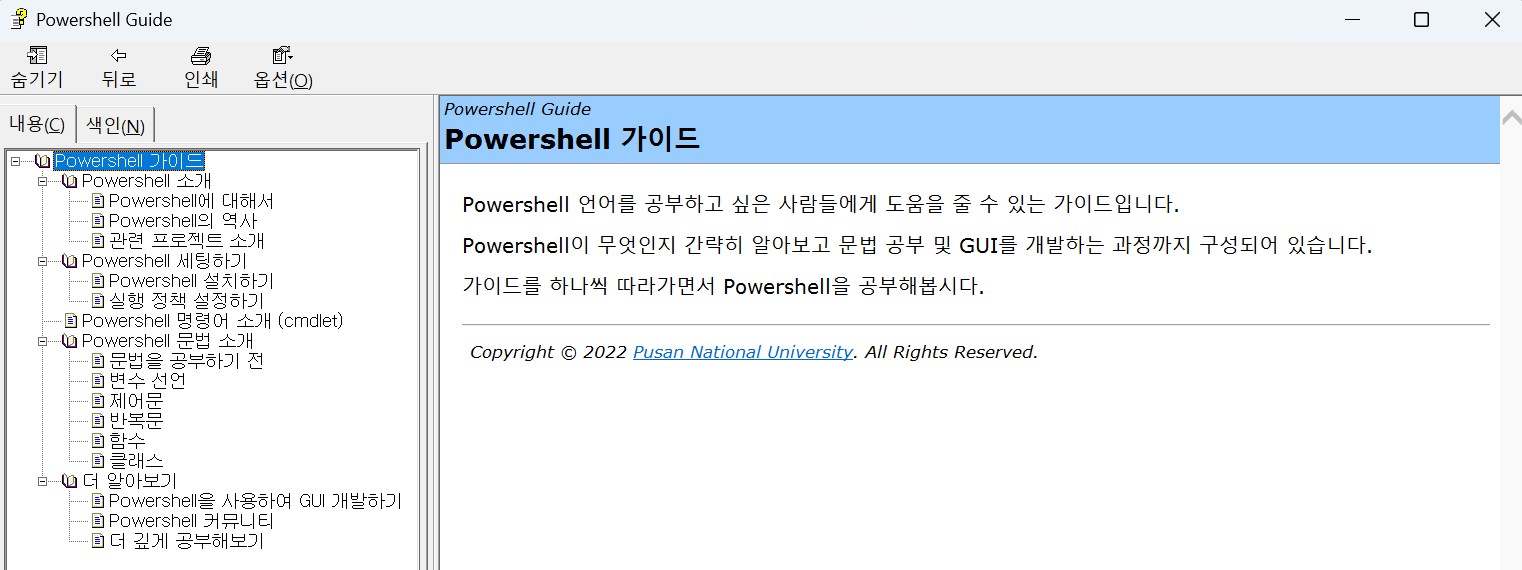 Powershell Guide
숨기기 뒤로 인쇄 옵션(O)
내용(C) 색인(N)
Powershell 가이드
Powershell 소개
Powershell에 대해서
Powershell의 역사
관련 프로젝트 소개
Powershell 세팅하기
Powershell 설치하기
실행 정책 설정하기
Powershell 명령어 소개 (cmdlet)
Powershell 문법 소개
문법을 공부하기 전
변수 선언
제어문
반복문
함수
클래스
더 알아보기
Powershell을 사용하여 GUI 개발하기
Powershell 커뮤니티
더 깊게 공부해보기
Powershell Guide
Powershell 가이드
Powershell 언어를 공부하고 싶은 사람들에게 도움을 줄 수 있는 가이드입니다.
Powershell이 무엇인지 간략히 알아보고 문법 공부 및 GUI를 개발하는 과정까지 구성되어 있습니다.
가이드를 하나씩 따라가면서 Powershell을 공부해봅시다.
Copyright © 2022 Pusan National University. All Rights Reserved.